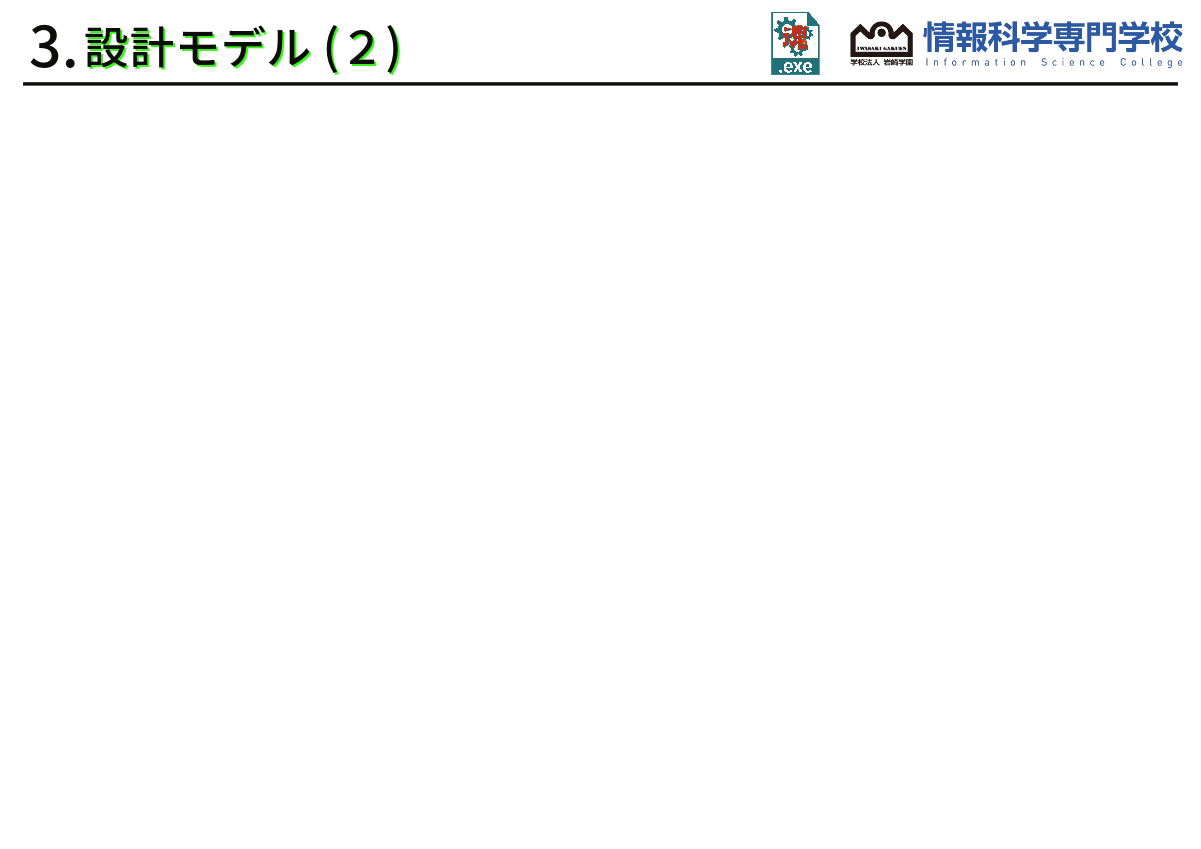 3.設計モデル(２)
魂
.exe
IWASAKI GAKUEN
学校法人 岩崎学園
情報科学専門学校
Information Science College